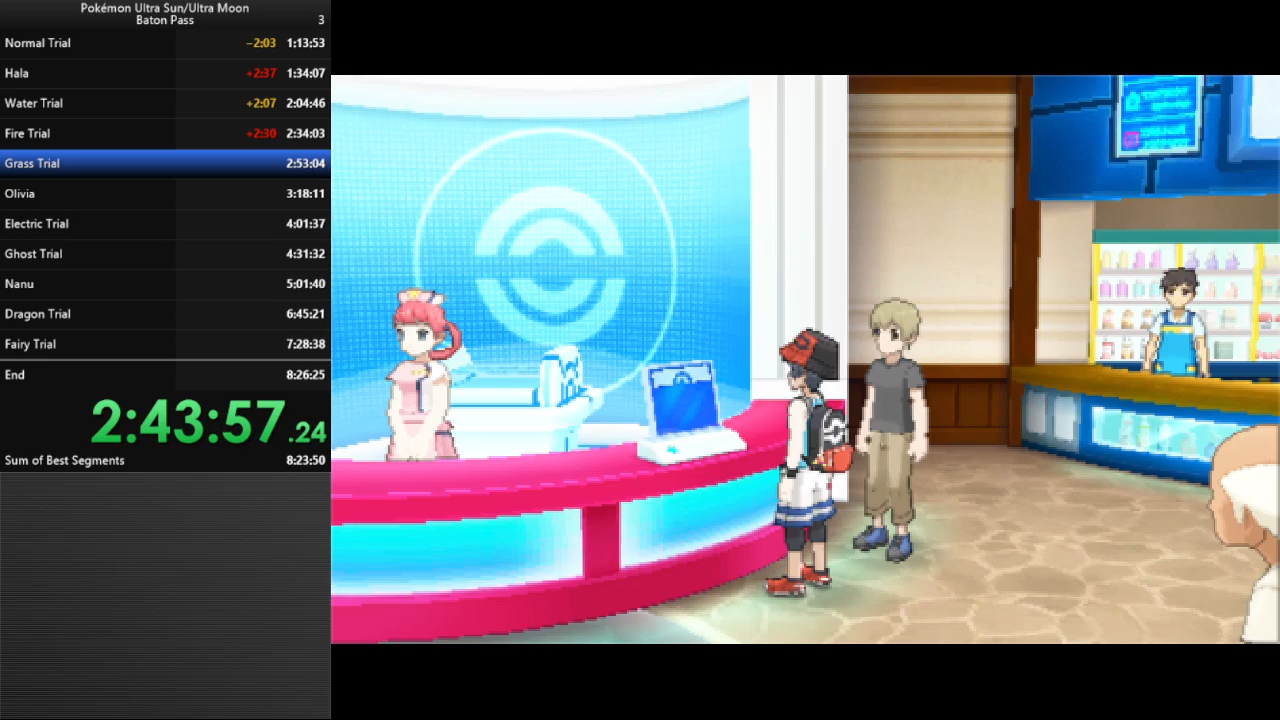 Pokémon Ultra Sun/Ultra Moon
Baton Pass 3
Normal Trial −2:03 1:13:53
Hala +2:37 1:34:07
Water Trial +2:07 2:04:46
Fire Trial +2:30 2:34:03
Grass Trial 2:53:04
Olivia 3:18:11
Electric Trial 4:01:37
Ghost Trial 4:31:32
Nanu 5:01:40
Dragon Trial 6:45:21
Fairy Trial 7:28:38
End 8:26:25
2:43:57.24
Sum of Best Segments 8:23:50